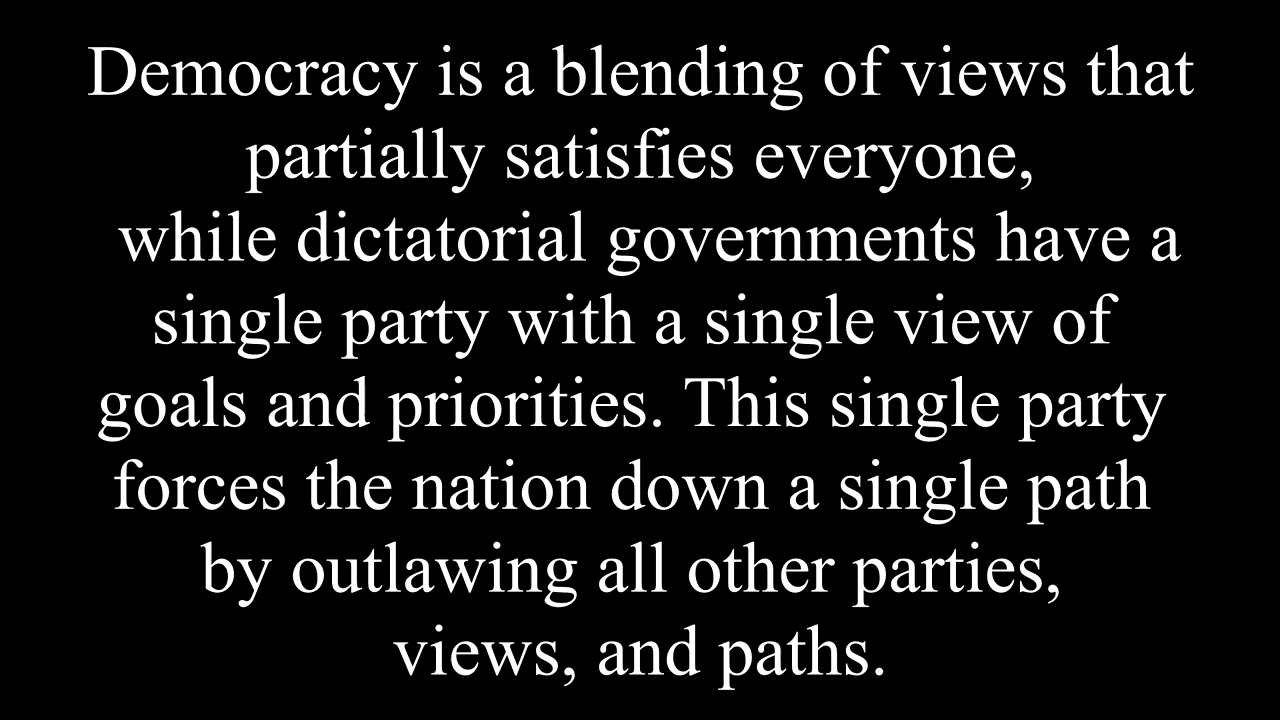 Democracy is a blending of views that
partially satisfies everyone,
while dictatorial governments have a
single party with a single view of
goals and priorities. This single party
forces the nation down a single path
by outlawing all other parties,
views, and paths.